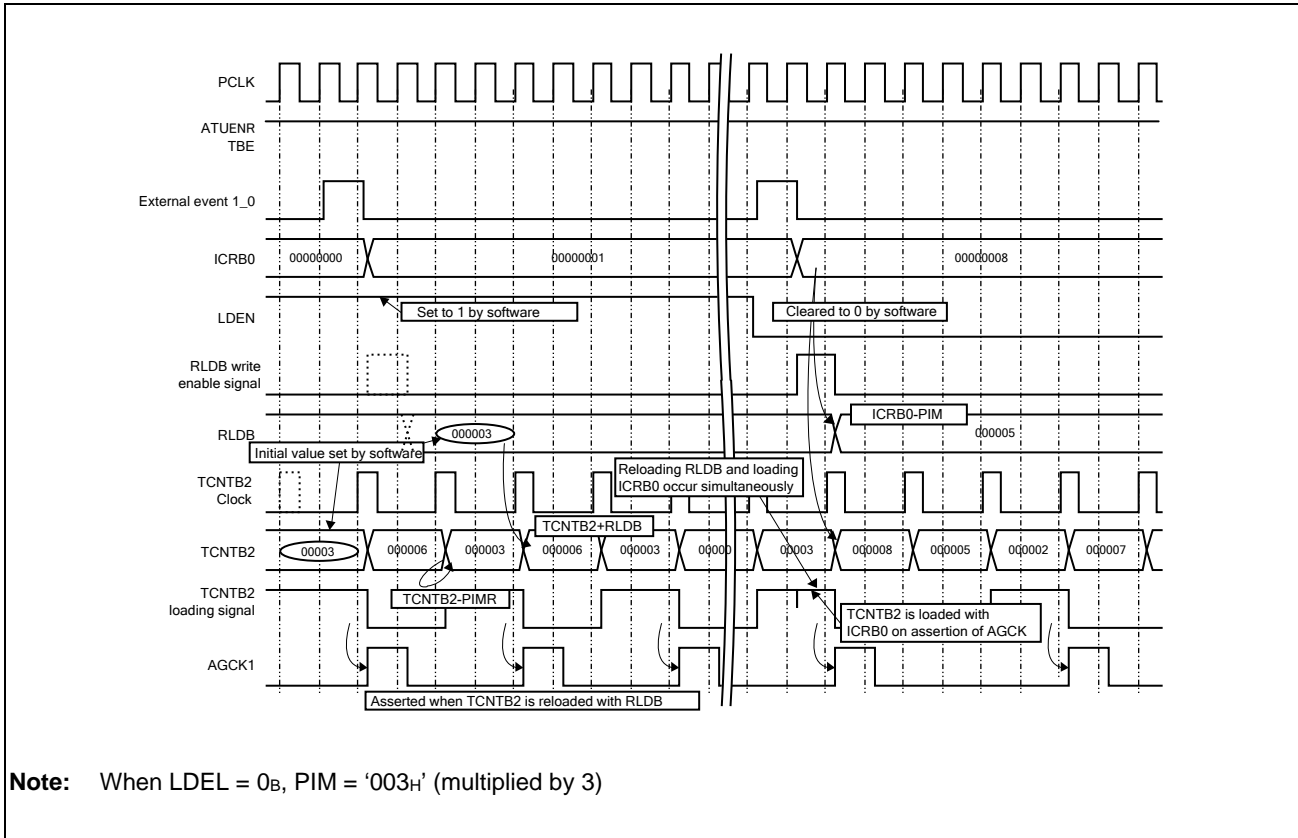 PCLK
ATUENR
TBE
External event 1_0
ICRB0
00000000
00000001
00000008
LDEN
Set to 1 by software
Cleared to 0 by software
RLDB write
enable signal
ICRB0-PIM
RLDB
000003
000005
Initial value set by software
Reloading RLDB and loading
ICRB0 occur simultaneously
TCNTB2
Clock
TCNTB2+RLDB
TCNTB2
00003
000006
000003
000006
000003
00000
00003
000008
000005
000002
000007
TCNTB2
loading signal
TCNTB2-PIMR
TCNTB2 is loaded with
ICRB0 on assertion of AGCK
AGCK1
Asserted when TCNTB2 is reloaded with RLDB
Note: When LDEL = 0B, PIM = ‘003H’ (multiplied by 3)